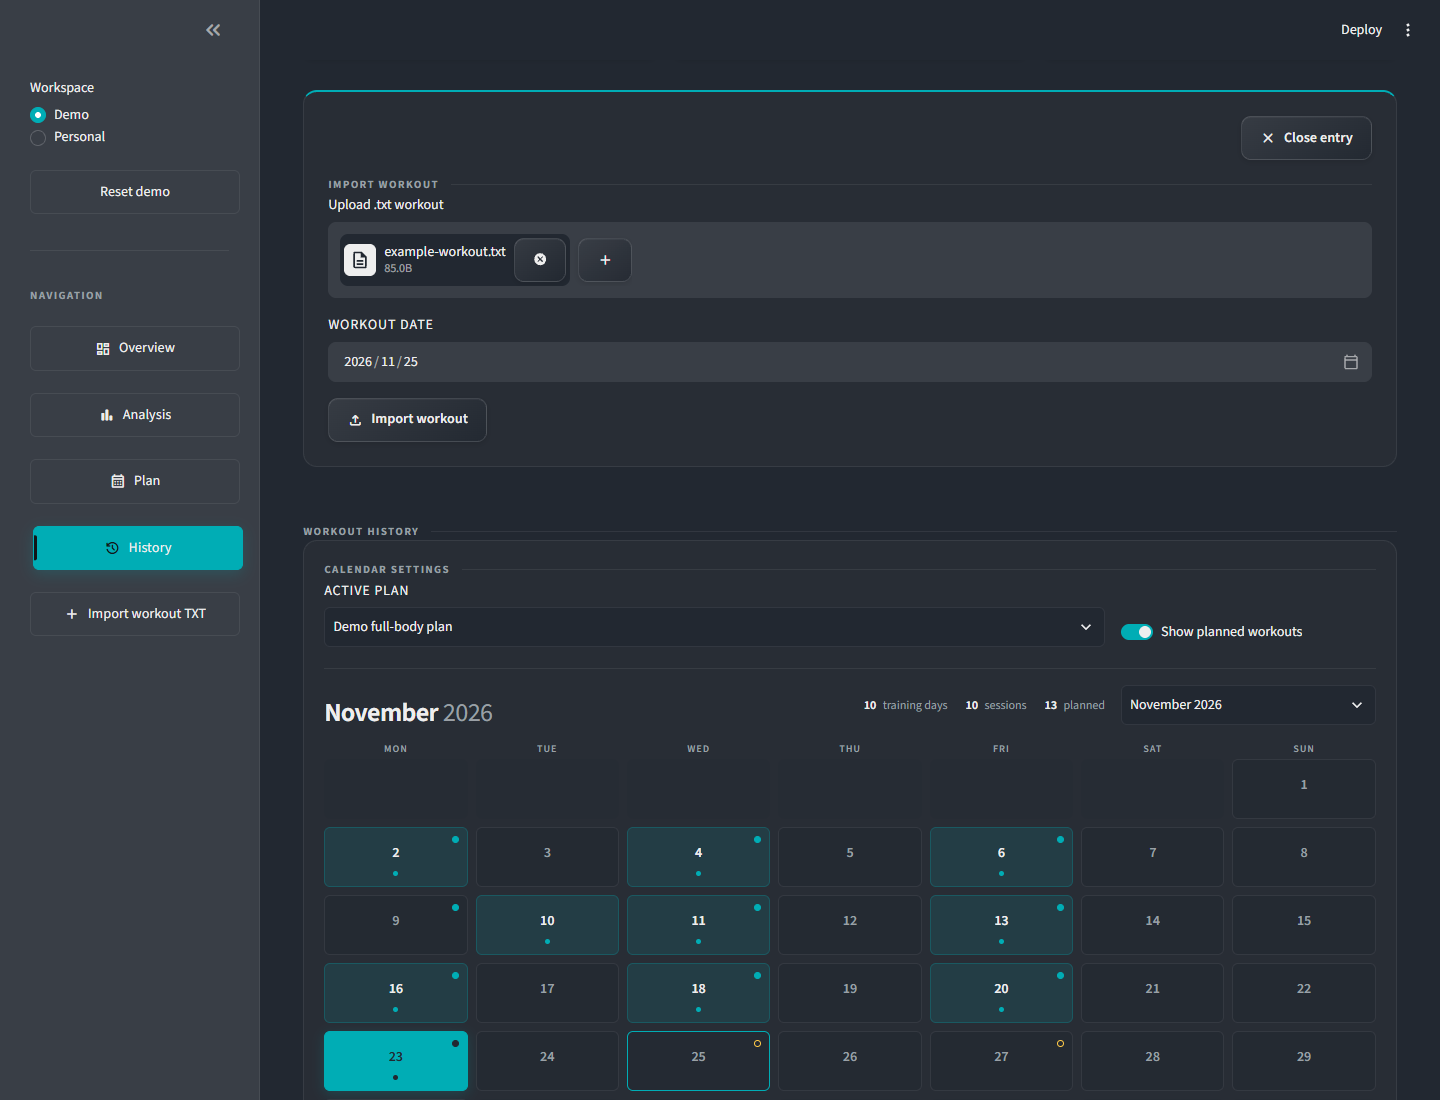 Deploy
Workspace
Demo
Personal
Reset demo
NAVIGATION
Overview
Analysis
Plan
History
Import workout TXT
Close entry
IMPORT WORKOUT
Upload .txt workout
example-workout.txt
85.0B
WORKOUT DATE
2026/11/25
Import workout
WORKOUT HISTORY
CALENDAR SETTINGS
ACTIVE PLAN
Demo full-body plan
Show planned workouts
November 2026
10 training days 10 sessions 13 planned
November 2026
MON TUE WED THU FRI SAT SUN
1
2 3 4 5 6 7 8
9 10 11 12 13 14 15
16 17 18 19 20 21 22
23 24 25 26 27 28 29